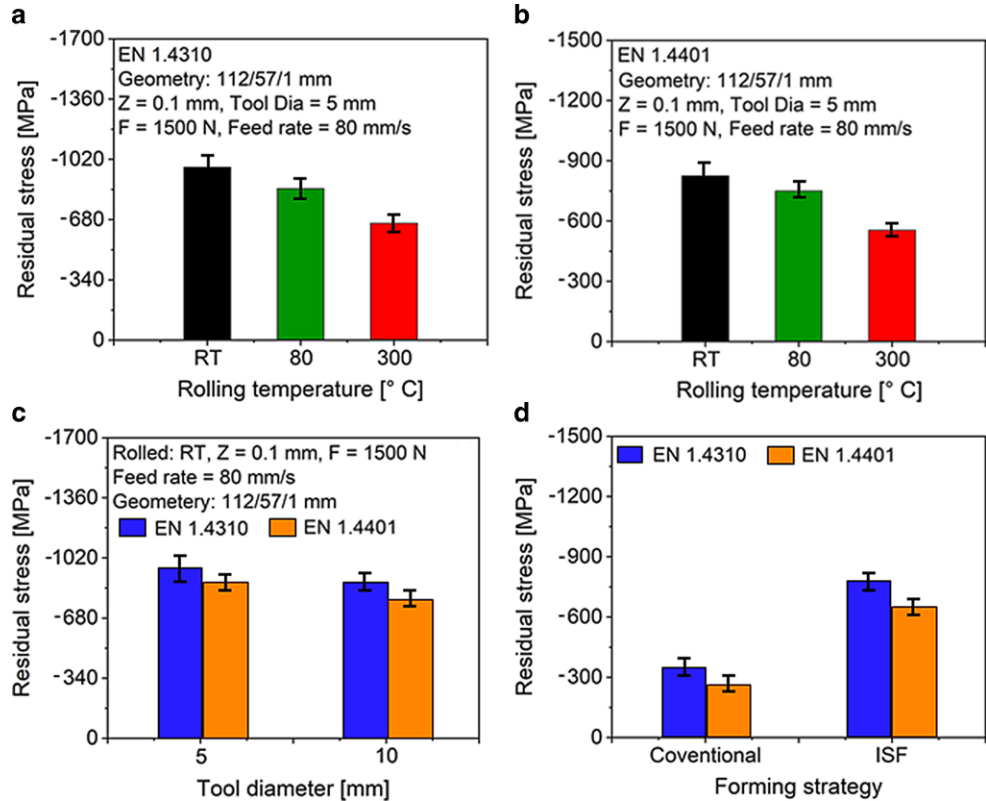 a
-1700
-1360
-1020
-680
-340
0
Residual stress [MPa]
EN 1.4310
Geometry: 112/57/1 mm
Z = 0.1 mm, Tool Dia = 5 mm
F = 1500 N, Feed rate = 80 mm/s
RT 80 300
Rolling temperature [° C]
b
-1500
-1200
-900
-600
-300
0
Residual stress [MPa]
EN 1.4401
Geometry: 112/57/1 mm
Z = 0.1 mm, Tool Dia = 5 mm
F = 1500 N, Feed rate = 80 mm/s
RT 80 300
Rolling temperature [° C]
c
-1700
-1360
-1020
-680
-340
0
Residual stress [MPa]
Rolled: RT, Z = 0.1 mm, F = 1500 N
Feed rate = 80 mm/s
Geometery: 112/57/1 mm
EN 1.4310 EN 1.4401
5 10
Tool diameter [mm]
d
-1500
-1200
-900
-600
-300
0
Residual stress [MPa]
EN 1.4310 EN 1.4401
Coventional ISF
Forming strategy